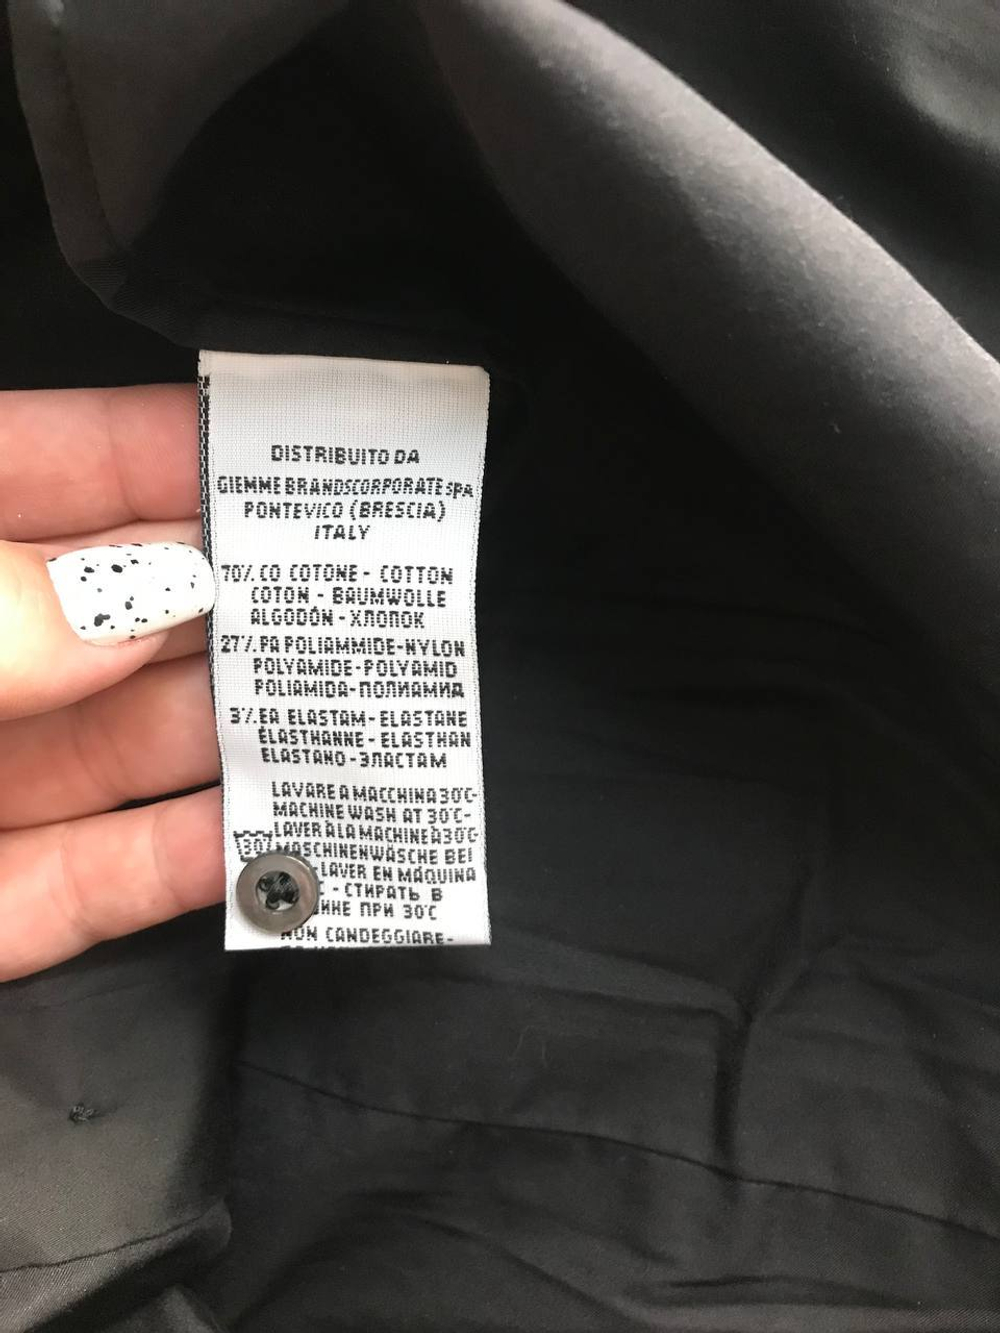 DISTRIBUITO DA
GIEMME BRANDSCORPORATE SPA
PONTEVICO (BRESCIA)
ITALY
70% CO COTONE - COTTON
COTON - BAUMWOLLE
ALGODÓN - ХЛОПОК
27% PA POLIAMMIDE - NYLON
POLYAMIDE - POLYAMID
POLIAMIDA - ПОЛИАМИД
3% EA ELASTAM - ELASTANE
ÉLASTHANNE - ELASTHAN
ELASTANO - ЭЛАСТАМ
LAVARE A MACCHINA 30°C-
MACHINE WASH AT 30°C-
LAVER À LA MACHINE À 30°C-
30° MASCHINENWÄSCHE BEI
LAVER EN MÁQUINA
C - СТИРАТЬ В
ИНЕ ПРИ 30°C
NON CANDEGGIARE-